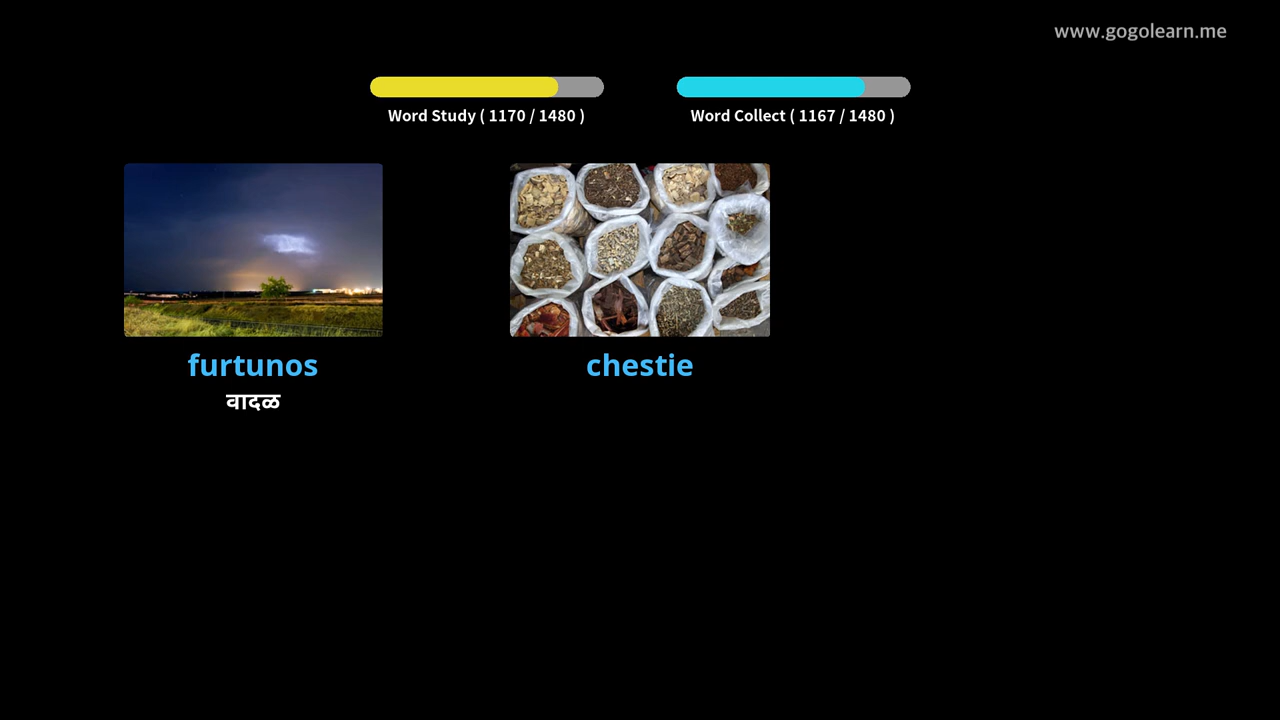 www.gogolearn.me
Word Study ( 1170 / 1480 )
Word Collect ( 1167 / 1480 )
furtunos
chestie
वादळ